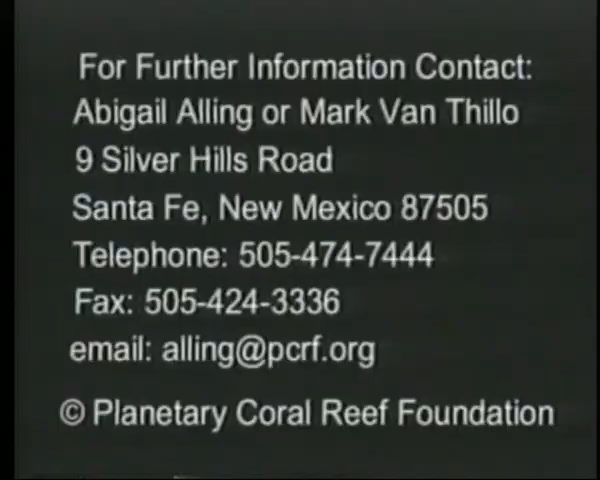 For Further Information Contact:
Abigail Alling or Mark Van Thillo
9 Silver Hills Road
Santa Fe, New Mexico 87505
Telephone: 505-474-7444
Fax: 505-424-3336
email: alling@pcrf.org
© Planetary Coral Reef Foundation